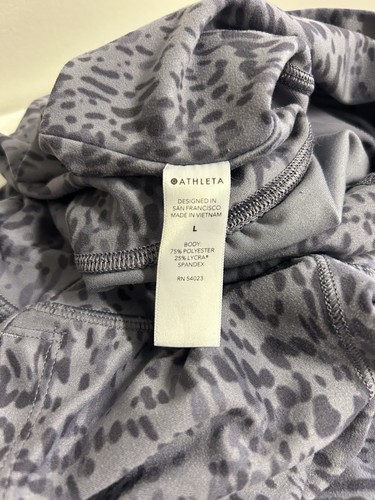 ATHLETA
DESIGNED IN
SAN FRANCISCO
MADE IN VIETNAM
L
BODY:
75% POLYESTER
25% LYCRA®
SPANDEX
RN 54023